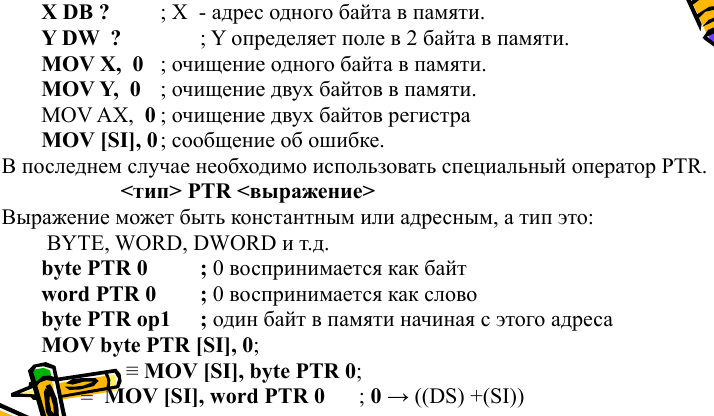 X DB ? ; X - адрес одного байта в памяти.
Y DW ? ; Y определяет поле в 2 байта в памяти.
MOV X, 0 ; очищение одного байта в памяти.
MOV Y, 0 ; очищение двух байтов в памяти.
MOV AX, 0 ; очищение двух байтов регистра
MOV [SI], 0 ; сообщение об ошибке.
В последнем случае необходимо использовать специальный оператор PTR.
<тип> PTR <выражение>
Выражение может быть константным или адресным, а тип это:
BYTE, WORD, DWORD и т.д.
byte PTR 0 ; 0 воспринимается как байт
word PTR 0 ; 0 воспринимается как слово
byte PTR op1 ; один байт в памяти начиная с этого адреса
MOV byte PTR [SI], 0;
≡ MOV [SI], byte PTR 0;
≡ MOV [SI], word PTR 0 ; 0 → ((DS) +(SI))